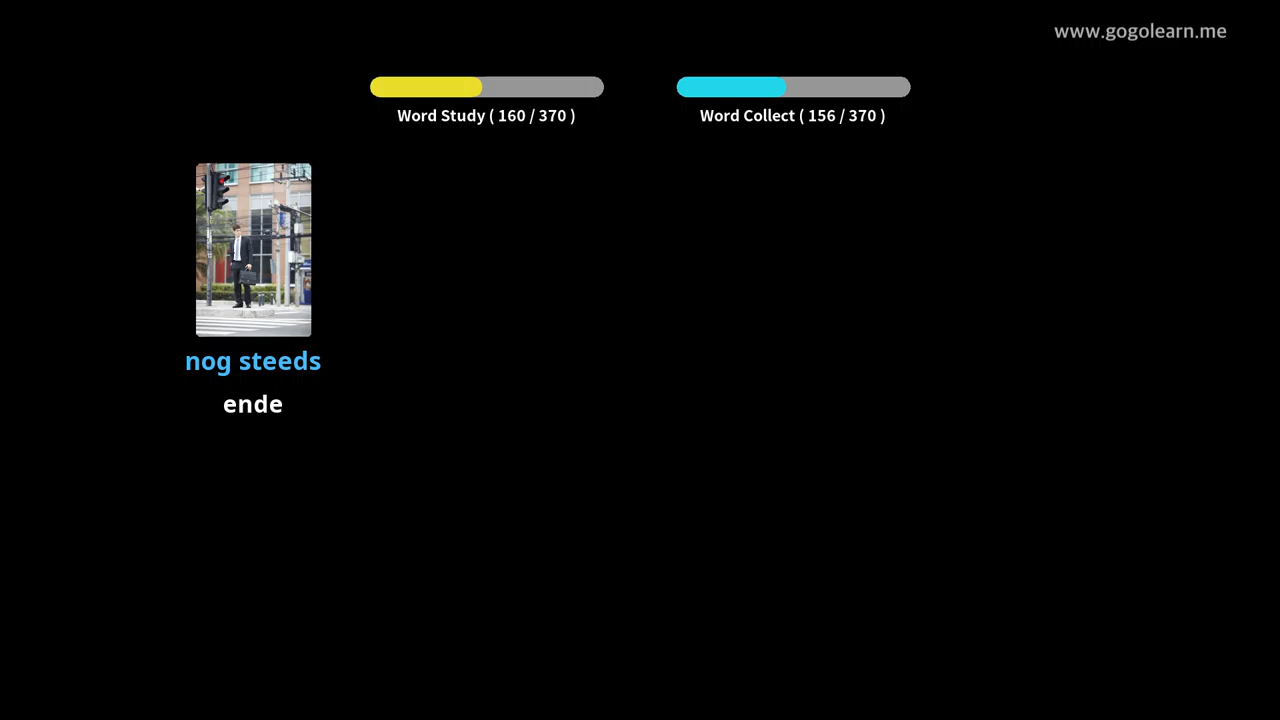 www.gogolearn.me
Word Study ( 160 / 370 )
Word Collect ( 156 / 370 )
nog steeds
ende